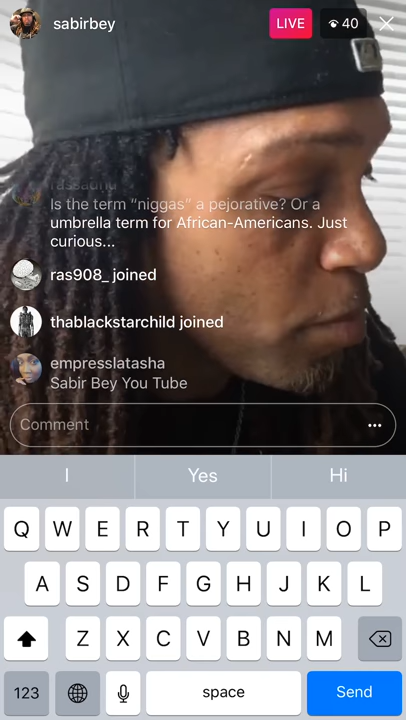 sabirbey
LIVE
40
rassadnu
Is the term “niggas” a pejorative? Or a
umbrella term for African-Americans. Just
curious...
ras908_ joined
thablackstarchild joined
empresslatasha
Sabir Bey You Tube
Comment
I Yes Hi
Q W E R T Y U I O P
A S D F G H J K L
Z X C V B N M
123 space Send